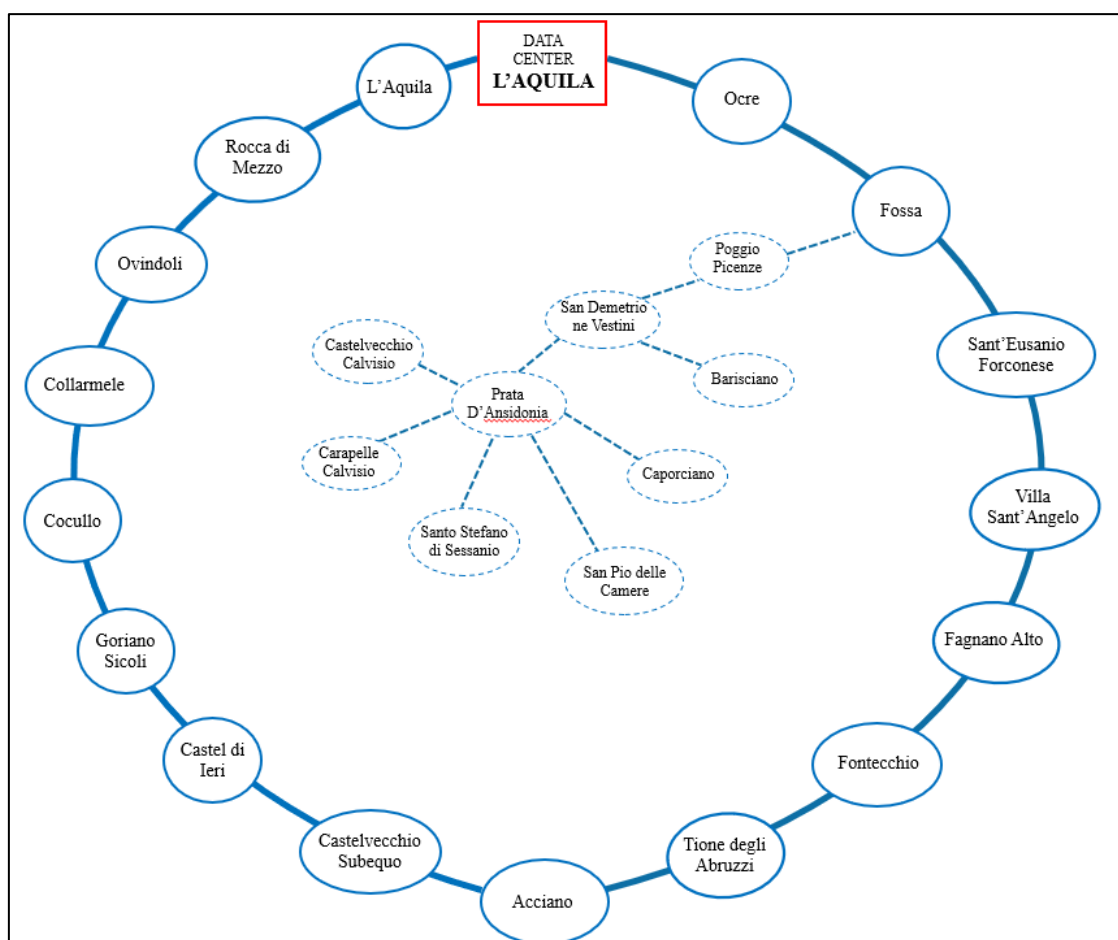 DATA
CENTER
L'AQUILA
L'Aquila
Ocre
Rocca di
Mezzo
Fossa
Poggio
Picenze
Ovindoli
San Demetrio
ne Vestini
Castelvecchio
Calvisio
Sant'Eusanio
Forconese
Collarmele
Barisciano
Prata
D'Ansidonia
Carapelle
Calvisio
Caporciano
Villa
Sant'Angelo
Cocullo
Santo Stefano
di Sessanio
San Pio delle
Camere
Goriano
Sicoli
Fagnano Alto
Castel di
Ieri
Fontecchio
Castelvecchio
Subequo
Tione degli
Abruzzi
Acciano